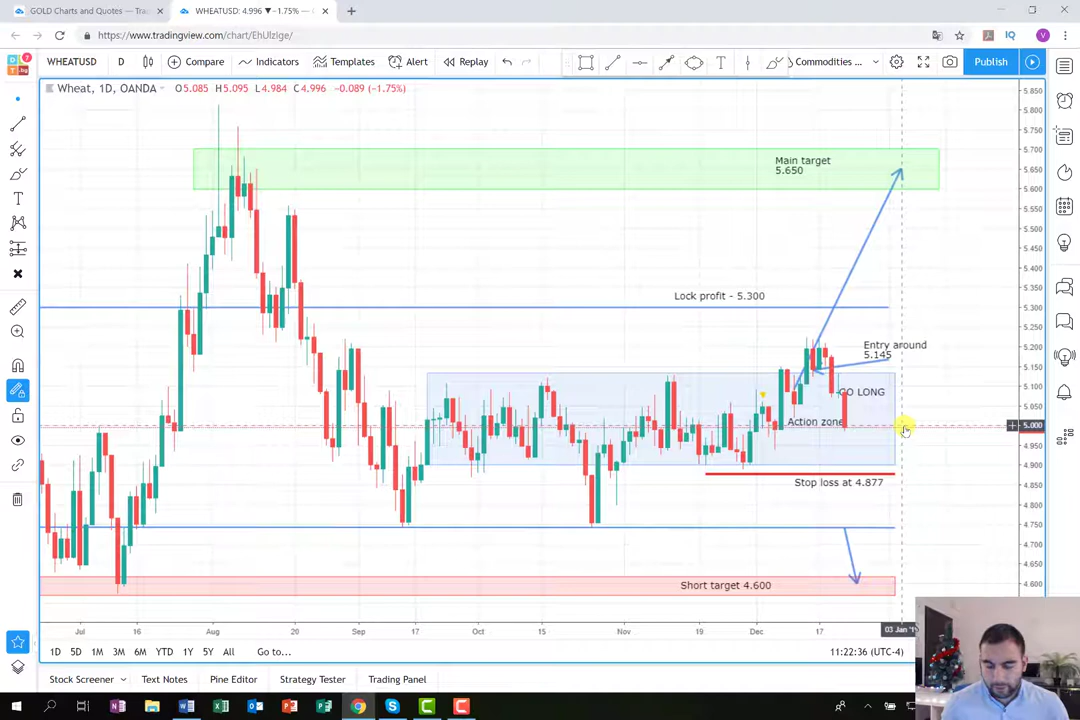 GOLD Charts and Quotes — Tra
WHEATUSD: 4.996 ▼−1.75% —
https://www.tradingview.com/chart/EhUlzige/
WHEATUSD D Compare Indicators Templates Alert Replay Commodities ... Publish
Wheat, 1D, OANDA O5.085 H5.095 L4.984 C4.996 −0.089 (−1.75%)
5.850
5.800
5.750
5.700
5.650
5.600
5.550
5.500
5.450
5.400
5.350
5.300
5.250
5.200
5.150
5.100
5.050
5.000
4.950
4.900
4.850
4.800
4.750
4.700
4.650
4.600
Main target
5.650
Lock profit - 5.300
Entry around
5.145
GO LONG
Action zone
Stop loss at 4.877
Short target 4.600
Jul 16 Aug 20 Sep 17 Oct 15 Nov 19 Dec 17 03 Jan '19
1D 5D 1M 3M 6M YTD 1Y 5Y All Go to... 11:22:36 (UTC-4)
Stock Screener Text Notes Pine Editor Strategy Tester Trading Panel